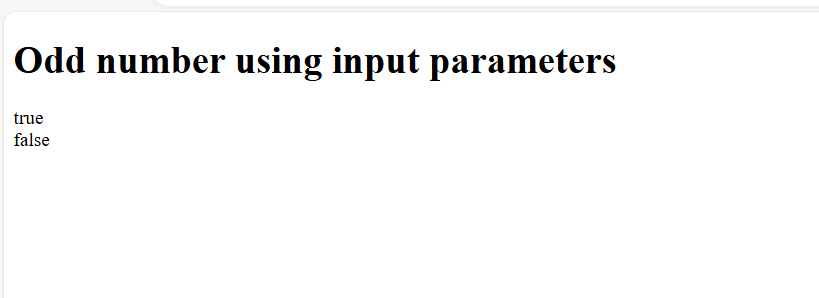 Odd number using input parameters
true
false